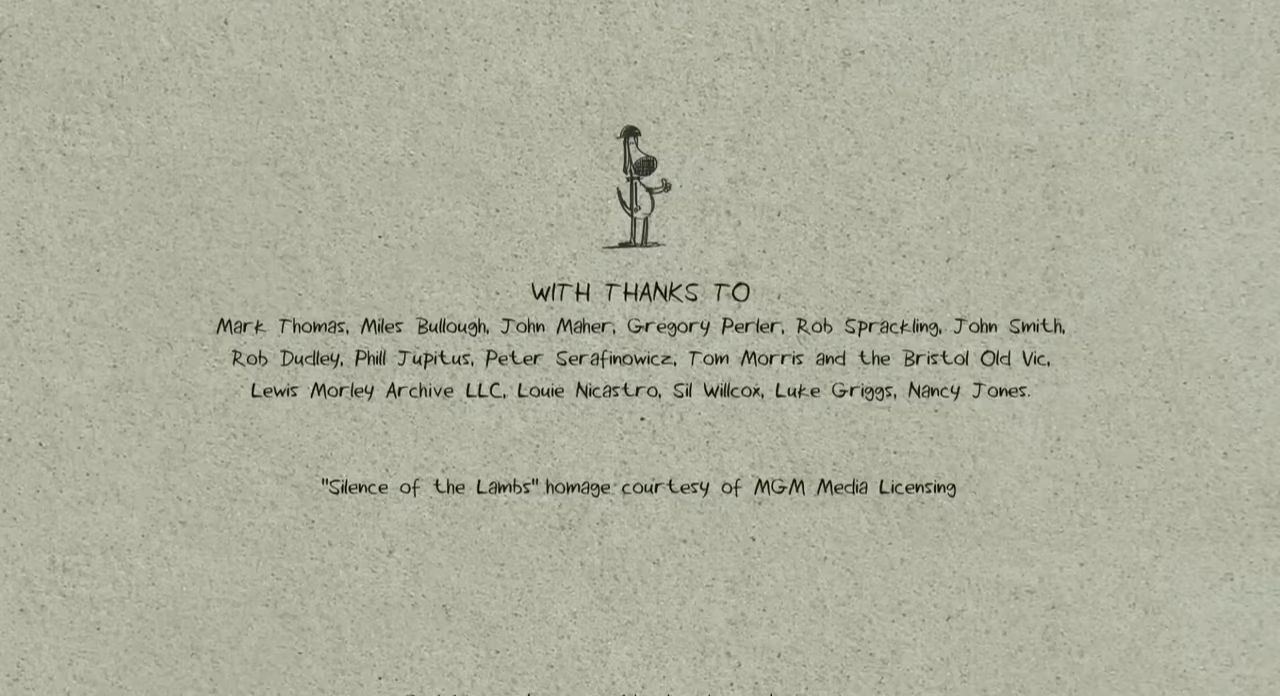 WITH THANKS TO
Mark Thomas, Miles Bullough, John Maher, Gregory Perler, Rob Sprackling, John Smith,
Rob Dudley, Phill Jupitus, Peter Serafinowicz, Tom Morris and the Bristol Old Vic,
Lewis Morley Archive LLC, Louie Nicastro, Sil Willcox, Luke Griggs, Nancy Jones.
"Silence of the Lambs" homage courtesy of MGM Media Licensing